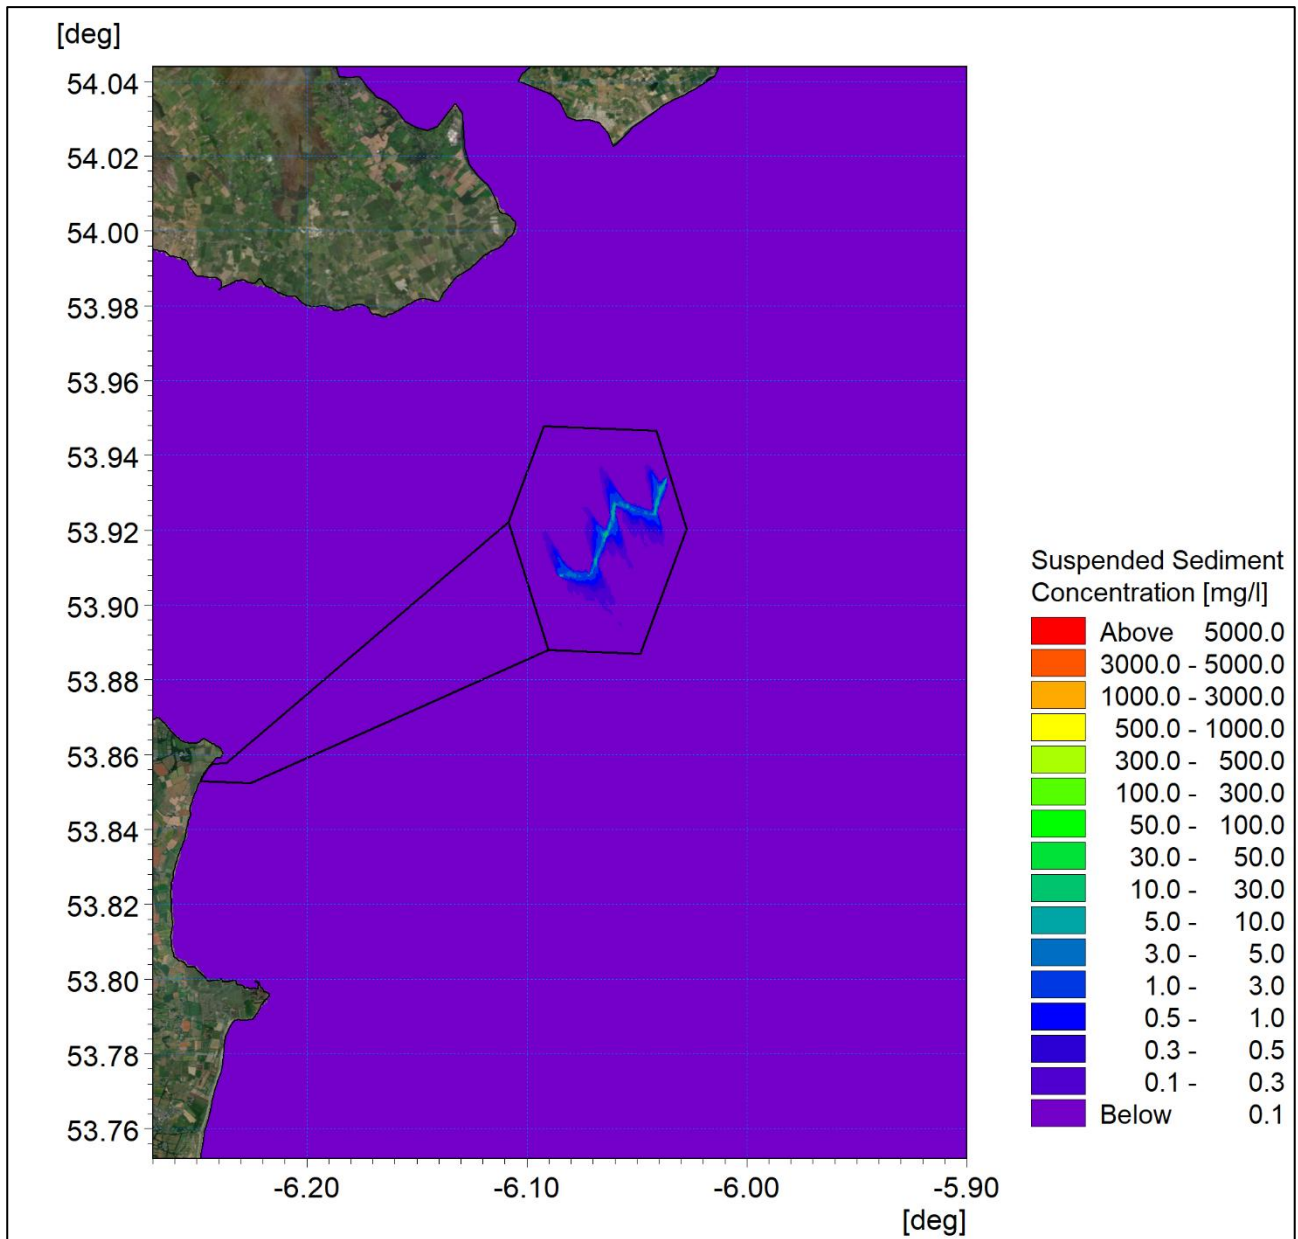 [deg]
54.04
54.02
54.00
53.98
53.96
53.94
53.92
53.90
53.88
53.86
53.84
53.82
53.80
53.78
53.76
-6.20 -6.10 -6.00 -5.90
[deg]
Suspended Sediment
Concentration [mg/l]
Above 5000.0
3000.0 - 5000.0
1000.0 - 3000.0
500.0 - 1000.0
300.0 - 500.0
100.0 - 300.0
50.0 - 100.0
30.0 - 50.0
10.0 - 30.0
5.0 - 10.0
3.0 - 5.0
1.0 - 3.0
0.5 - 1.0
0.3 - 0.5
0.1 - 0.3
Below 0.1